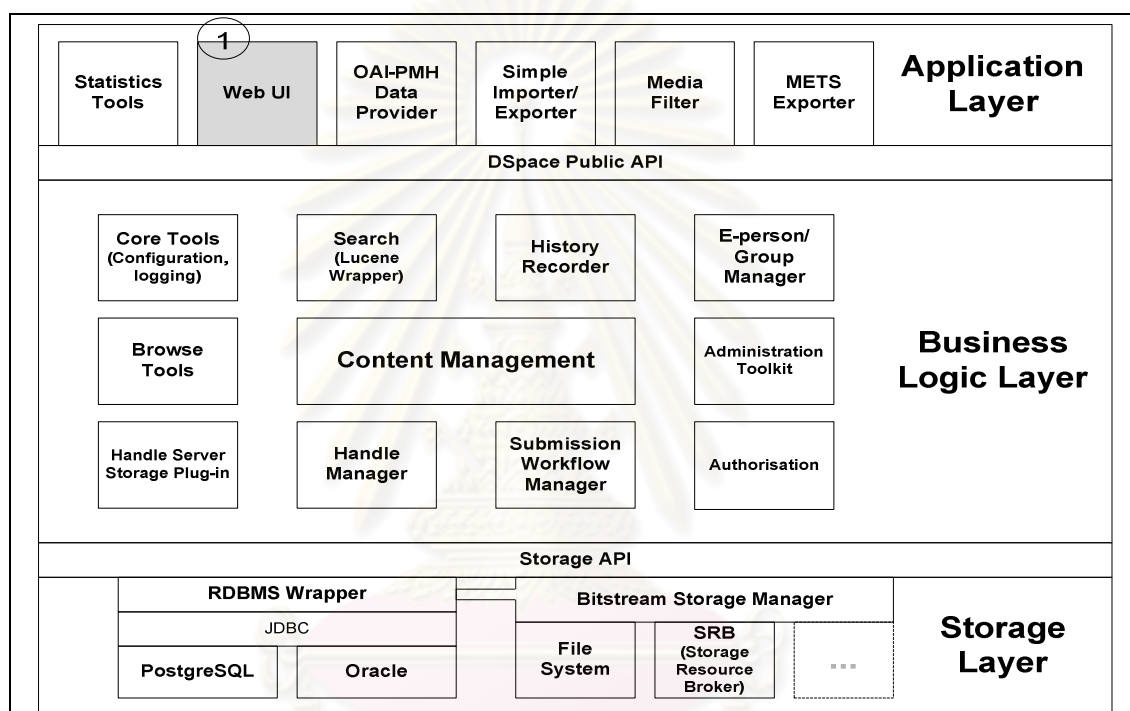 1
Statistics
Tools
Web UI
OAI-PMH
Data
Provider
Simple
Importer/
Exporter
Media
Filter
METS
Exporter
Application
Layer
DSpace Public API
Core Tools
(Configuration,
logging)
Search
(Lucene
Wrapper)
History
Recorder
E-person/
Group
Manager
Browse
Tools
Content Management
Administration
Toolkit
Business
Logic Layer
Handle Server
Storage Plug-in
Handle
Manager
Submission
Workflow
Manager
Authorisation
Storage API
RDBMS Wrapper
JDBC
PostgreSQL
Oracle
Bitstream Storage Manager
File
System
SRB
(Storage
Resource
Broker)
...
Storage
Layer